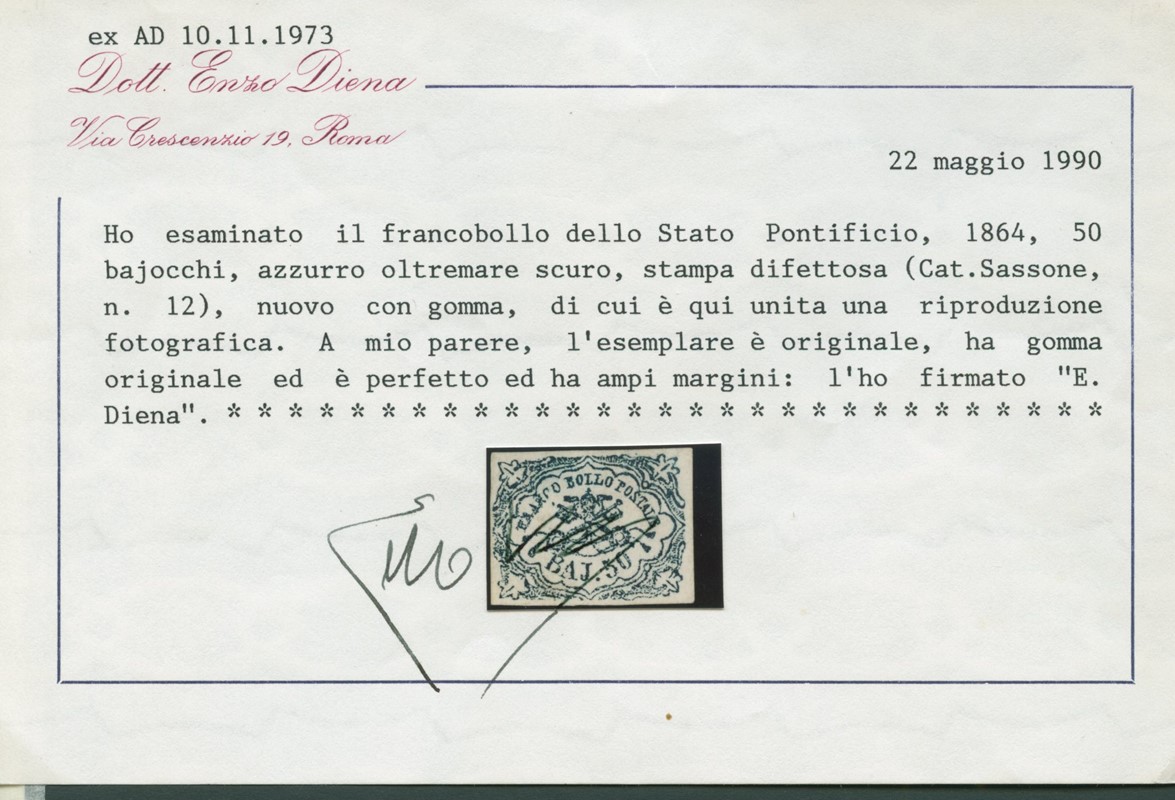 ex AD 10.11.1973
Dott. Enzo Diena
Via Crescenzio 19, Roma
22 maggio 1990
Ho esaminato il francobollo dello Stato Pontificio, 1864, 50
bajocchi, azzurro oltremare scuro, stampa difettosa (Cat.Sassone,
n. 12), nuovo con gomma, di cui è qui unita una riproduzione
fotografica. A mio parere, l'esemplare è originale, ha gomma
originale ed è perfetto ed ha ampi margini: l'ho firmato "E.
Diena". * * * * * * * * * * * * * * * * * * * * * * * * * * * * *
FRANCO BOLLO POSTALE
BAJ. 50